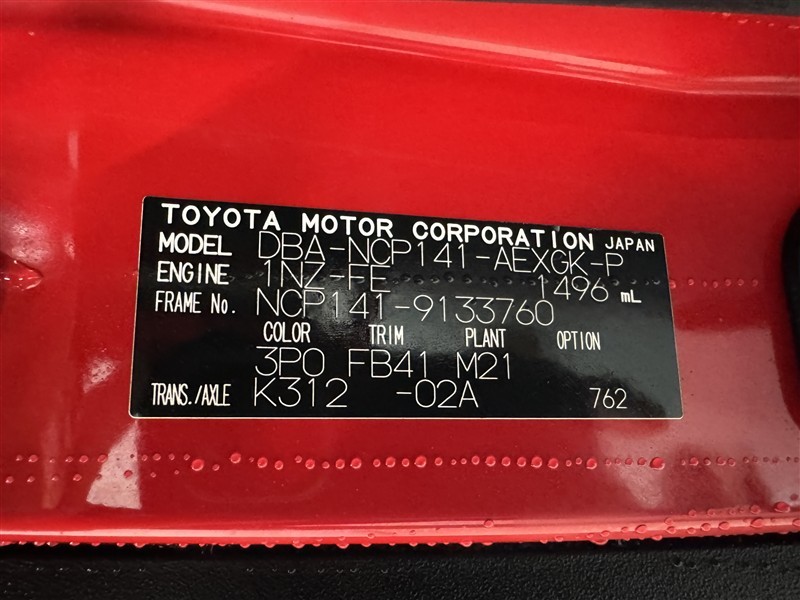 TOYOTA MOTOR CORPORATION JAPAN
MODEL DBA-NCP141-AEXGK-P
ENGINE 1NZ-FE 1496 mL
FRAME No. NCP141-9133760
COLOR TRIM PLANT OPTION
3P0 FB41 M21
TRANS./AXLE K312 -02A 762